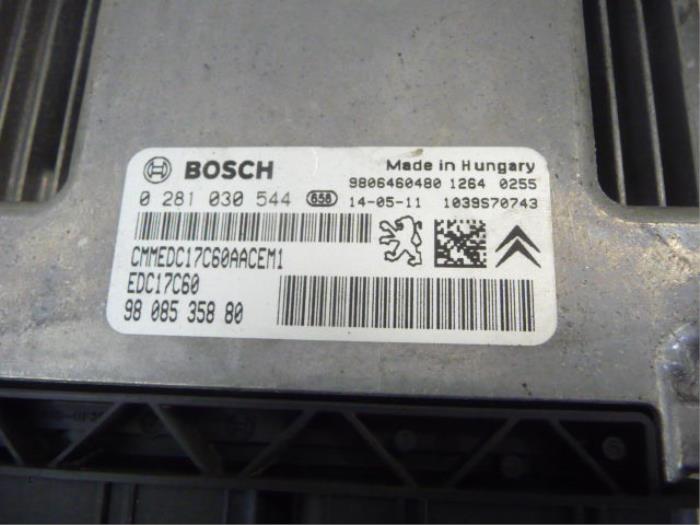 BOSCH
Made in Hungary
9806460480 1264 0255
0 281 030 544 658 14-05-11 1039S70743
CMMEDC17C60AACEM1
EDC17C60
98 085 358 80